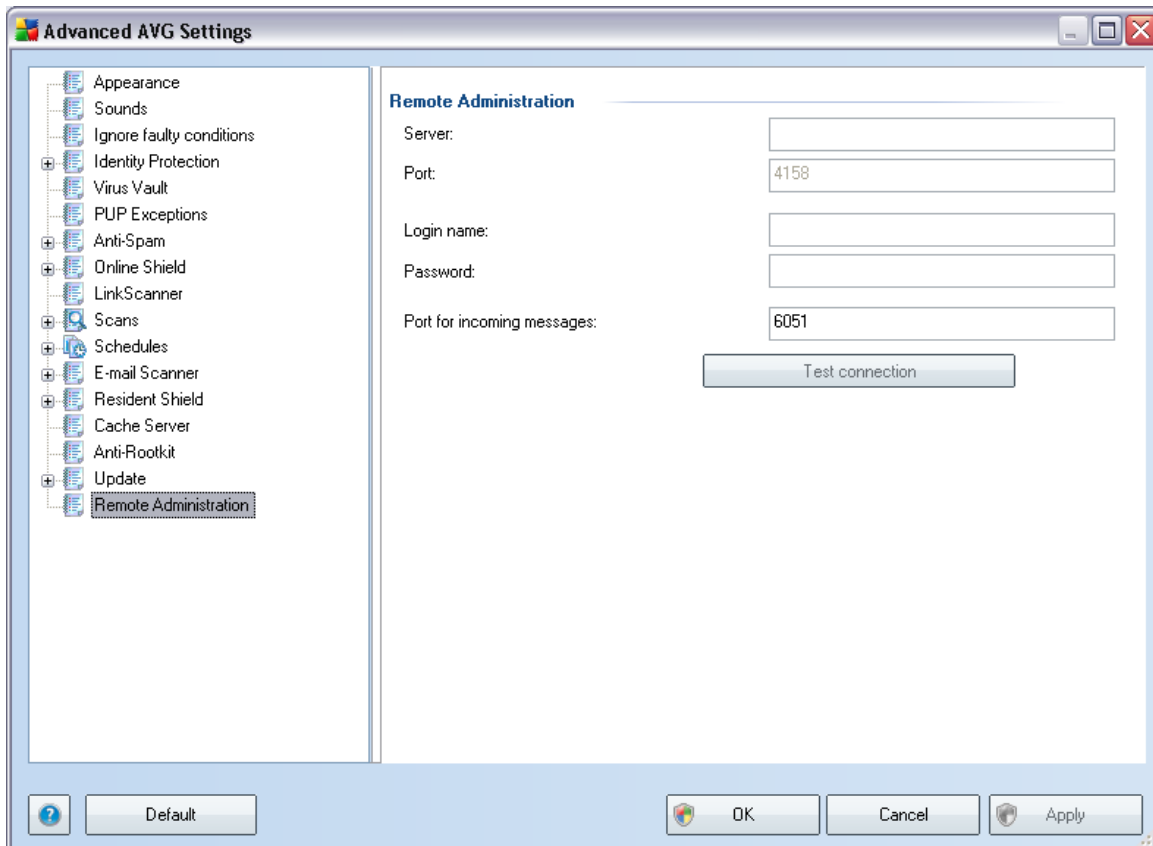 Advanced AVG Settings
Appearance
Sounds
Ignore faulty conditions
Identity Protection
Virus Vault
PUP Exceptions
Anti-Spam
Online Shield
LinkScanner
Scans
Schedules
E-mail Scanner
Resident Shield
Cache Server
Anti-Rootkit
Update
Remote Administration
Remote Administration
Server:
Port: 4158
Login name:
Password:
Port for incoming messages: 6051
Test connection
? Default OK Cancel Apply